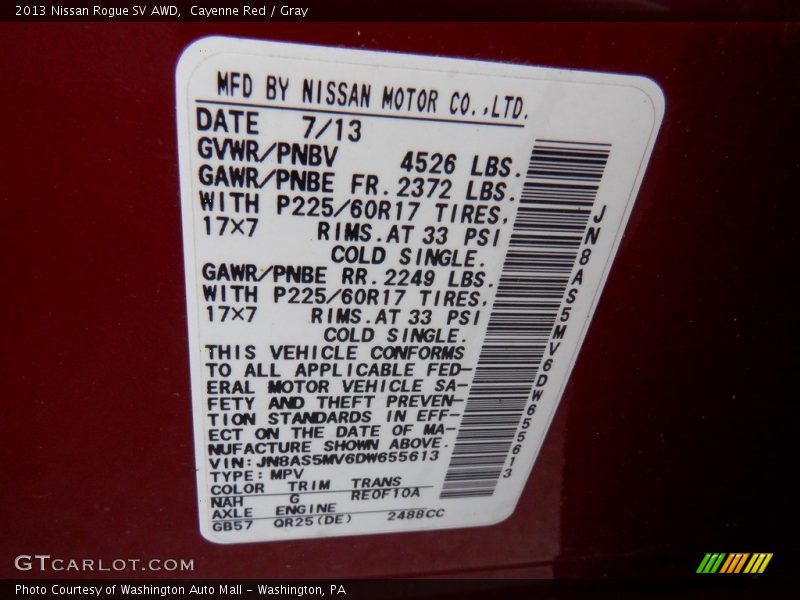 2013 Nissan Rogue SV AWD,  Cayenne Red / Gray
MFD BY NISSAN MOTOR CO.,LTD.
DATE 7/13
GVWR/PNBV 4526 LBS.
GAWR/PNBE FR. 2372 LBS.
WITH P225/60R17 TIRES,
17×7 RIMS.AT 33 PSI
COLD SINGLE.
GAWR/PNBE RR. 2249 LBS.
WITH P225/60R17 TIRES,
17×7 RIMS.AT 33 PSI
COLD SINGLE.
THIS VEHICLE CONFORMS
TO ALL APPLICABLE FED-
ERAL MOTOR VEHICLE SA-
FETY AND THEFT PREVEN-
TION STANDARDS IN EFF-
ECT ON THE DATE OF MA-
NUFACTURE SHOWN ABOVE.
VIN: JN8AS5MV6DW655613
TYPE: MPV
COLOR TRIM TRANS
NAH G RE0F10A
AXLE ENGINE
GB57 QR25(DE) 2488CC
JN8AS5MV6DW655613
GTCARLOT.COM
Photo Courtesy of Washington Auto Mall - Washington, PA